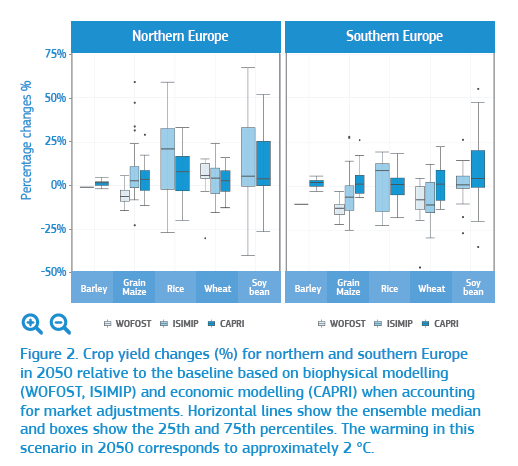 Northern Europe
Southern Europe
Percentage changes %
75%
50%
25%
0%
−25%
−50%
Barley
Grain
Maize
Rice
Wheat
Soy
bean
Barley
Grain
Maize
Rice
Wheat
Soy
bean
WOFOST ISIMIP CAPRI
WOFOST ISIMIP CAPRI
Figure 2. Crop yield changes (%) for northern and southern Europe
in 2050 relative to the baseline based on biophysical modelling
(WOFOST, ISIMIP) and economic modelling (CAPRI) when accounting
for market adjustments. Horizontal lines show the ensemble median
and boxes show the 25th and 75th percentiles. The warming in this
scenario in 2050 corresponds to approximately 2 °C.